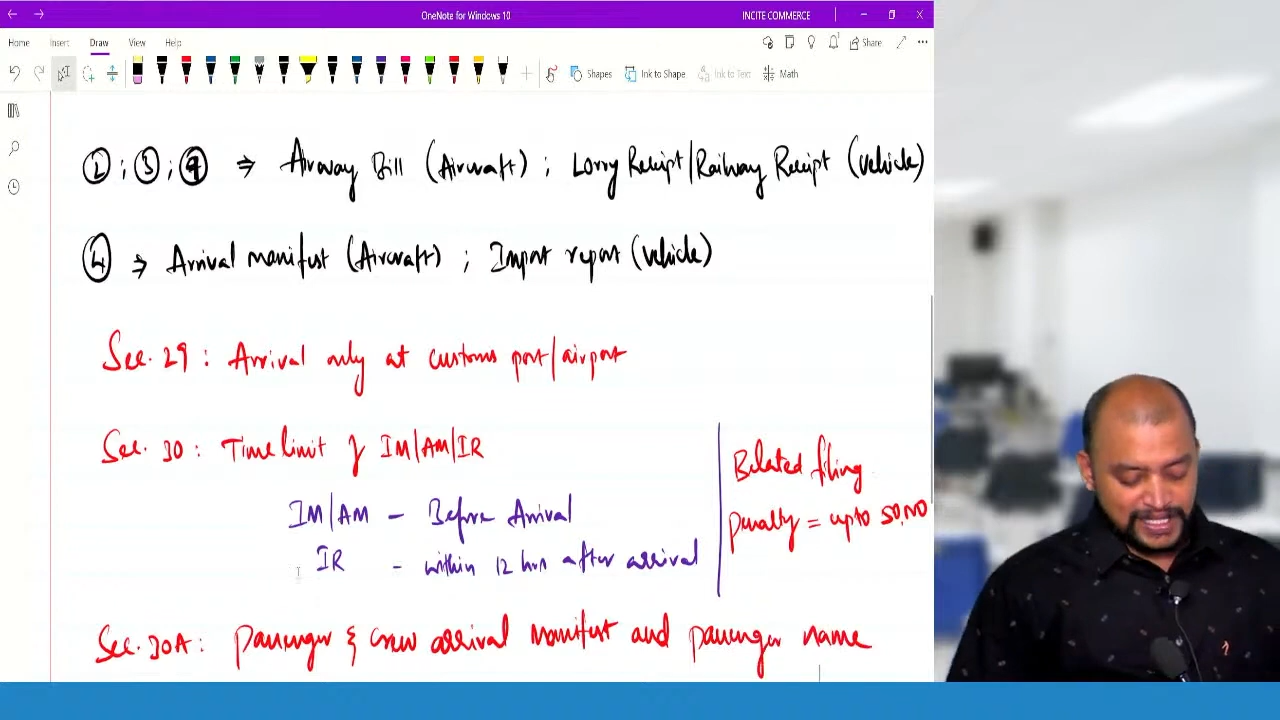 OneNote for Windows 10
INCITE COMMERCE
Home Insert Draw View Help
Share
Shapes Ink to Shape Ink to Text Math
② ; ③ ; ④ ⇒ Airway Bill (Aircraft) ; Lorry Receipt/Railway Receipt (vehicle)
④ ⇒ Arrival manifest (Aircraft) ; Import report (vehicle)
Sec. 29 : Arrival only at customs port/airport
Sec. 30 : Time limit of IM/AM/IR
Belated filing
Penalty = upto 50,000
IM/AM – Before Arrival
IR – within 12 hrs after arrival
Sec. 30A : Passenger & crew arrival manifest and passenger name